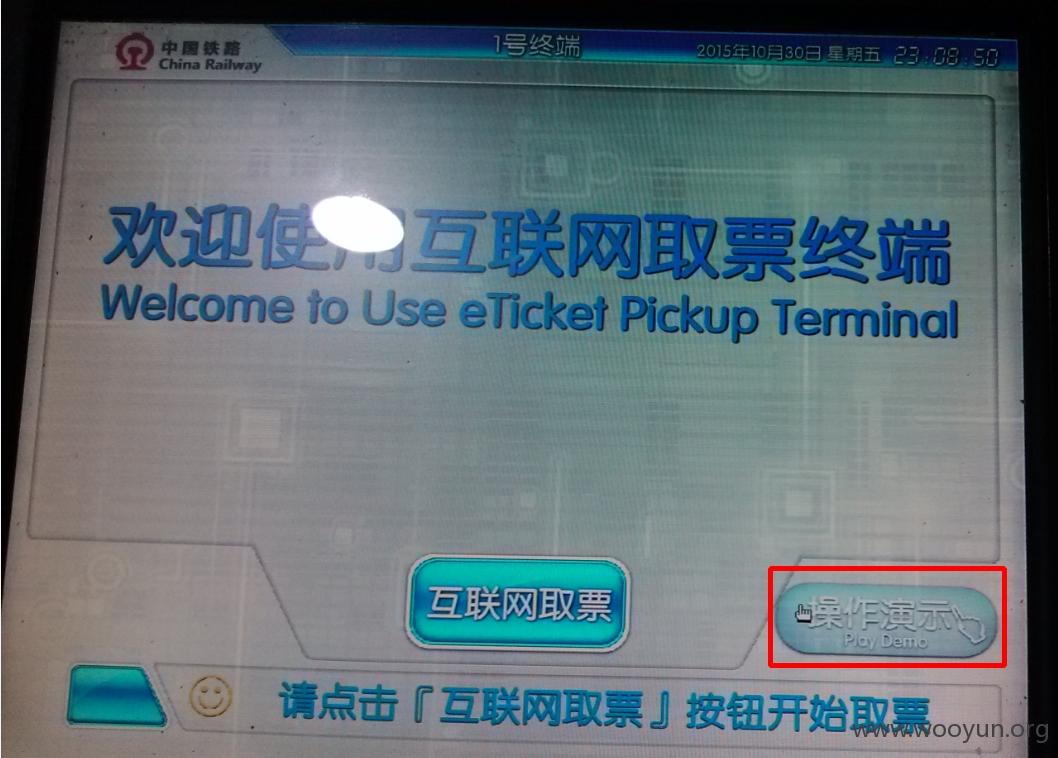 中国铁路
China Railway
1号终端
2015年10月30日 星期五 23:08:50
欢迎使用互联网取票终端
Welcome to Use eTicket Pickup Terminal
互联网取票
操作演示
Play Demo
请点击『互联网取票』按钮开始取票
www.wooyun.org